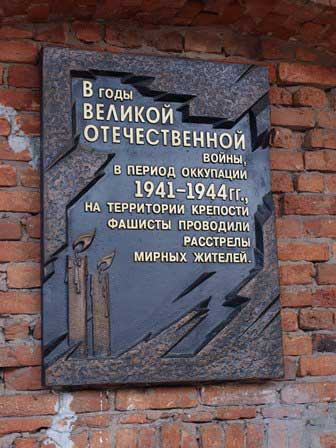 В ГОДЫ
ВЕЛИКОЙ
ОТЕЧЕСТВЕННОЙ
ВОЙНЫ,
В ПЕРИОД ОККУПАЦИИ
1941-1944ГГ.,
НА ТЕРРИТОРИИ КРЕПОСТИ
ФАШИСТЫ ПРОВОДИЛИ
РАССТРЕЛЫ
МИРНЫХ ЖИТЕЛЕЙ.